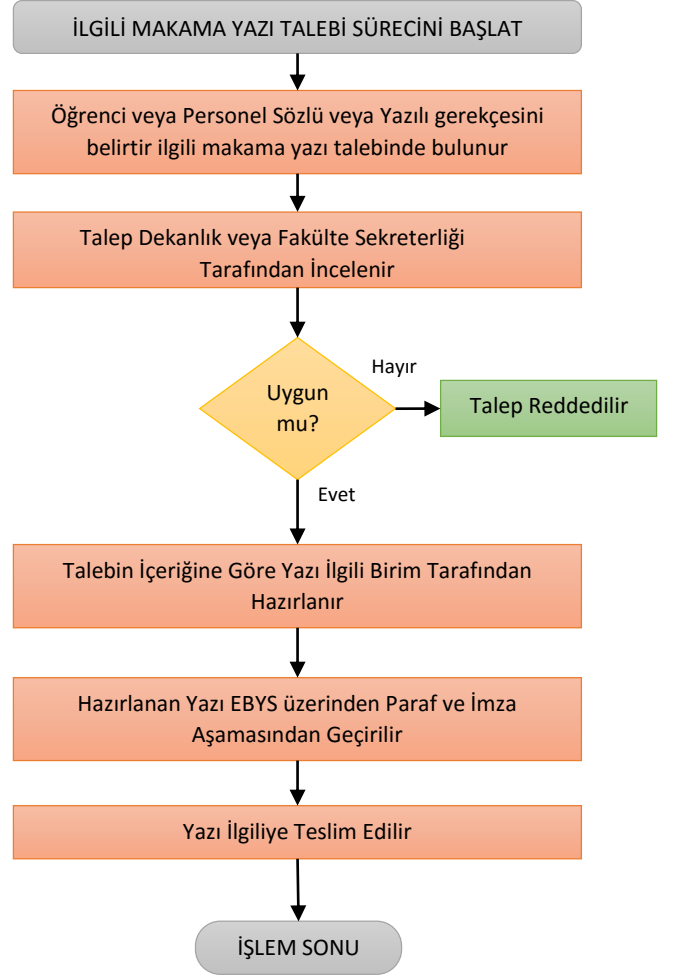 İLGİLİ MAKAMA YAZI TALEBİ SÜRECİNİ BAŞLAT
Öğrenci veya Personel Sözlü veya Yazılı gerekçesini
belirtir ilgili makama yazı talebinde bulunur
Talep Dekanlık veya Fakülte Sekreterliği
Tarafından İncelenir
Uygun
mu?
Hayır
Talep Reddedilir
Evet
Talebin İçeriğine Göre Yazı İlgili Birim Tarafından
Hazırlanır
Hazırlanan Yazı EBYS üzerinden Paraf ve İmza
Aşamasından Geçirilir
Yazı İlgiliye Teslim Edilir
İŞLEM SONU